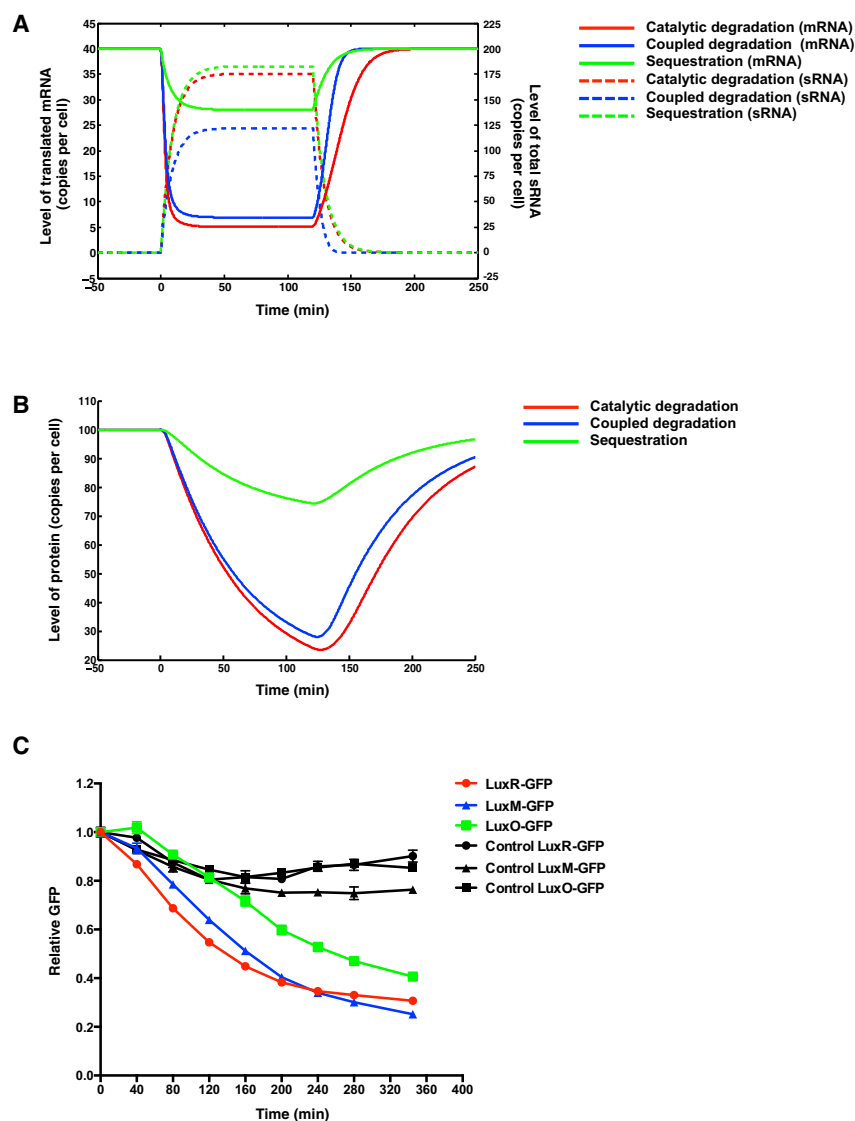 A
Level of translated mRNA
(copies per cell)
45
40
35
30
25
20
15
10
5
0
–5
–50
0
50
100
150
200
250
Time (min)
225
200
175
150
125
100
75
50
25
0
25
Level of total sRNA
(copies per cell)
Catalytic degradation (mRNA)
Coupled degradation (mRNA)
Sequestration (mRNA)
Catalytic degradation (sRNA)
Coupled degradation (sRNA)
Sequestration (sRNA)
B
Level of protein (copies per cell)
110
100
90
80
70
60
50
40
30
20
–50
0
50
100
150
200
250
Time (min)
Catalytic degradation
Coupled degradation
Sequestration
C
Relative GFP
1.2
1.0
0.8
0.6
0.4
0.2
0.0
0 40 80 120 160 200 240 280 320 360 400
Time (min)
LuxR-GFP
LuxM-GFP
LuxO-GFP
Control LuxR-GFP
Control LuxM-GFP
Control LuxO-GFP